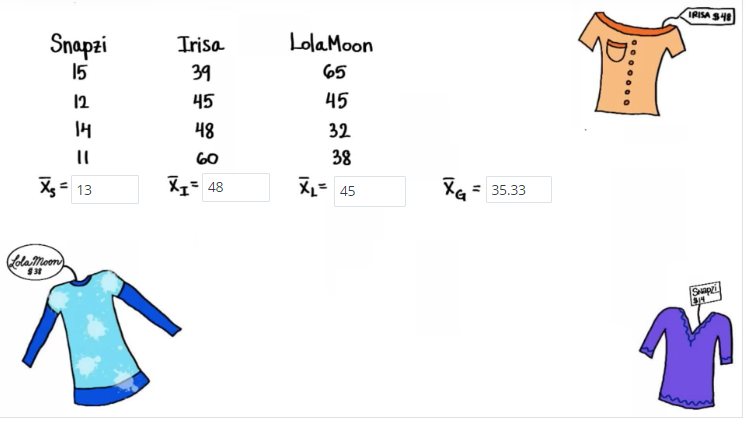 IRISA $48
Snapzi Irisa LolaMoon
15 39 65
12 45 45
14 48 32
11 60 38
X̅S = 13 X̅I = 48 X̅L = 45 X̅G = 35.33
LolaMoon
$38
Snapzi
$14